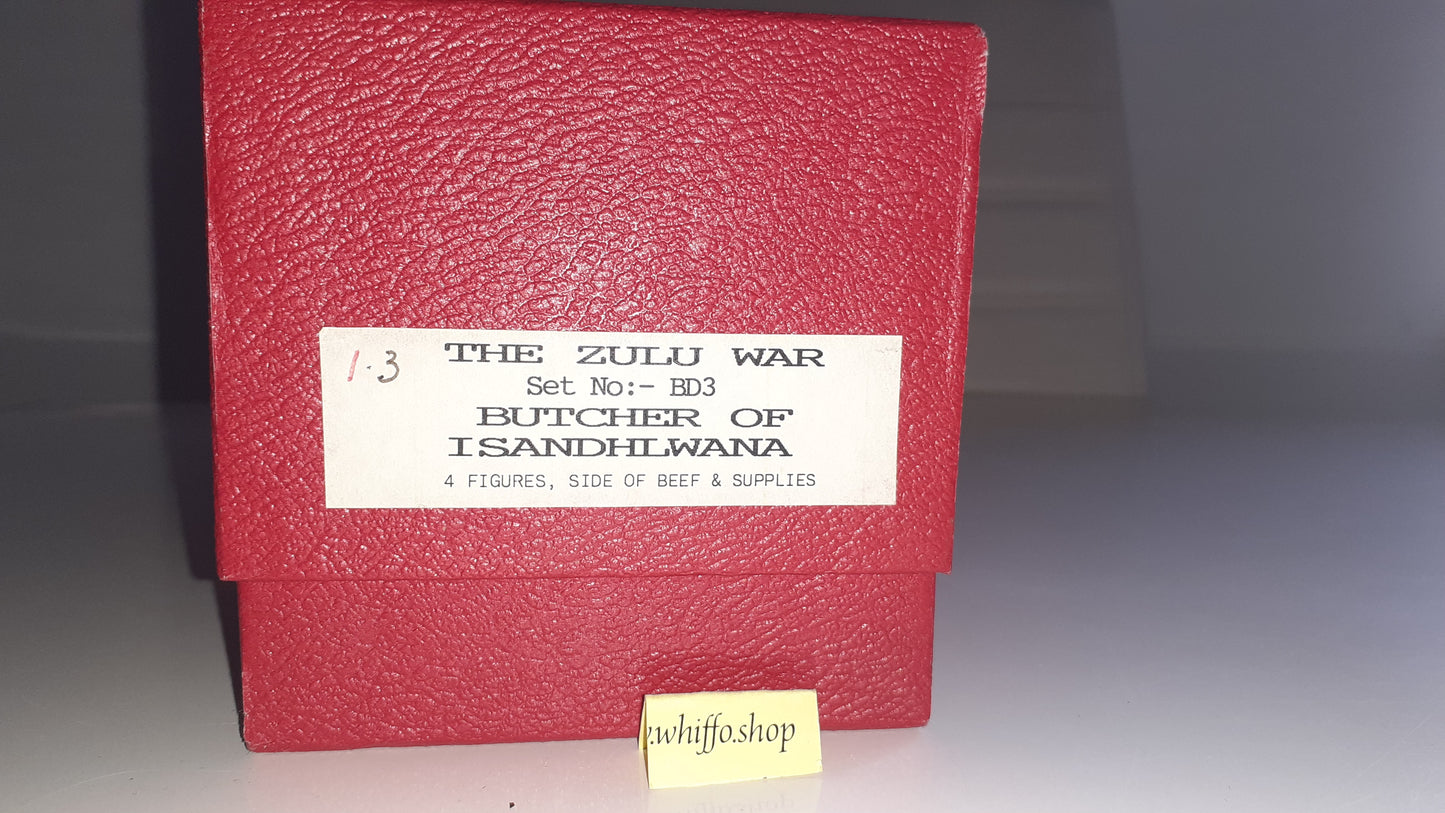 1.3
THE ZULU WAR
Set No:- BD3
BUTCHER OF
ISANDHLWANA
4 FIGURES, SIDE OF BEEF & SUPPLIES
.whiffo.shop